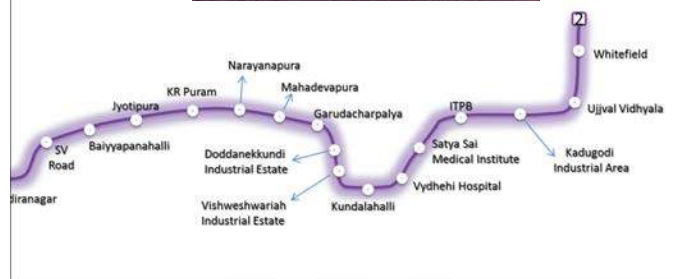 2
Whitefield
Narayanapura
KR Puram
Mahadevapura
Jyotipura
Garudacharpalya
ITPB
Ujjval Vidhyala
SV
Road
Baiyyapanahalli
Doddanekkundi
Industrial Estate
Satya Sai
Medical Institute
Kadugodi
Industrial Area
diranagar
Vishweshwariah
Industrial Estate
Kundalahalli
Vydhehi Hospital